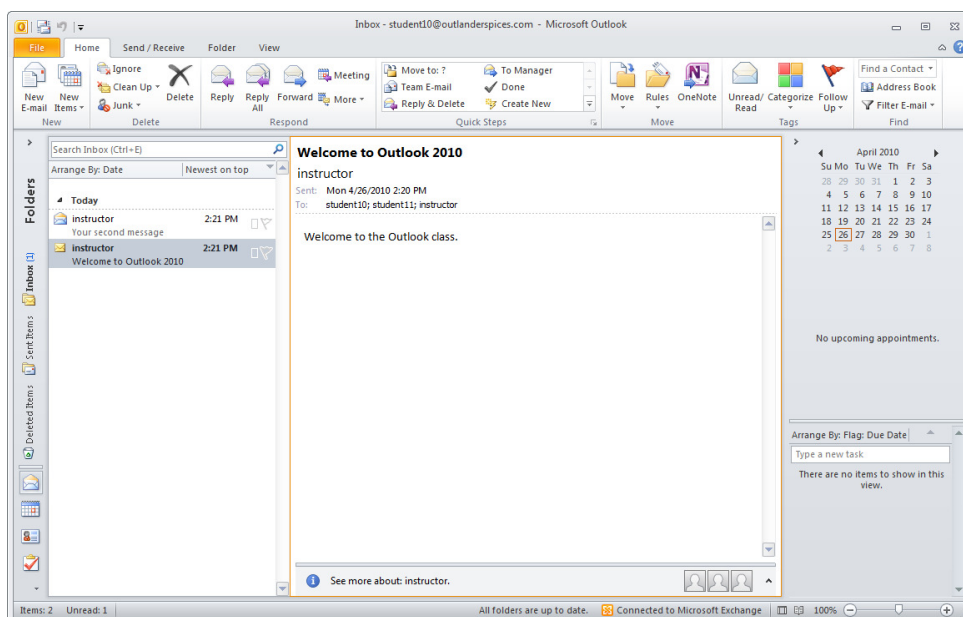 Inbox - student10@outlanderspices.com - Microsoft Outlook
File Home Send / Receive Folder View
New E-mail
New Items
New
Ignore
Clean Up
Junk
Delete
Delete
Reply
Reply All
Forward
Meeting
More
Respond
Move to: ?
Team E-mail
Reply & Delete
To Manager
Done
Create New
Quick Steps
Move
Rules
OneNote
Move
Unread/ Read
Categorize
Follow Up
Tags
Find a Contact
Address Book
Filter E-mail
Find
Folders
Inbox (1)
Sent Items
Deleted Items
Search Inbox (Ctrl+E)
Arrange By: Date Newest on top
Today
instructor 2:21 PM
Your second message
instructor 2:21 PM
Welcome to Outlook 2010
Welcome to Outlook 2010
instructor
Sent: Mon 4/26/2010 2:20 PM
To: student10; student11; instructor
Welcome to the Outlook class.
See more about: instructor.
April 2010
Su Mo Tu We Th Fr Sa
28 29 30 31 1 2 3
4 5 6 7 8 9 10
11 12 13 14 15 16 17
18 19 20 21 22 23 24
25 26 27 28 29 30 1
2 3 4 5 6 7 8
No upcoming appointments.
Arrange By: Flag: Due Date
Type a new task
There are no items to show in this
view.
Items: 2 Unread: 1
All folders are up to date. Connected to Microsoft Exchange 100%